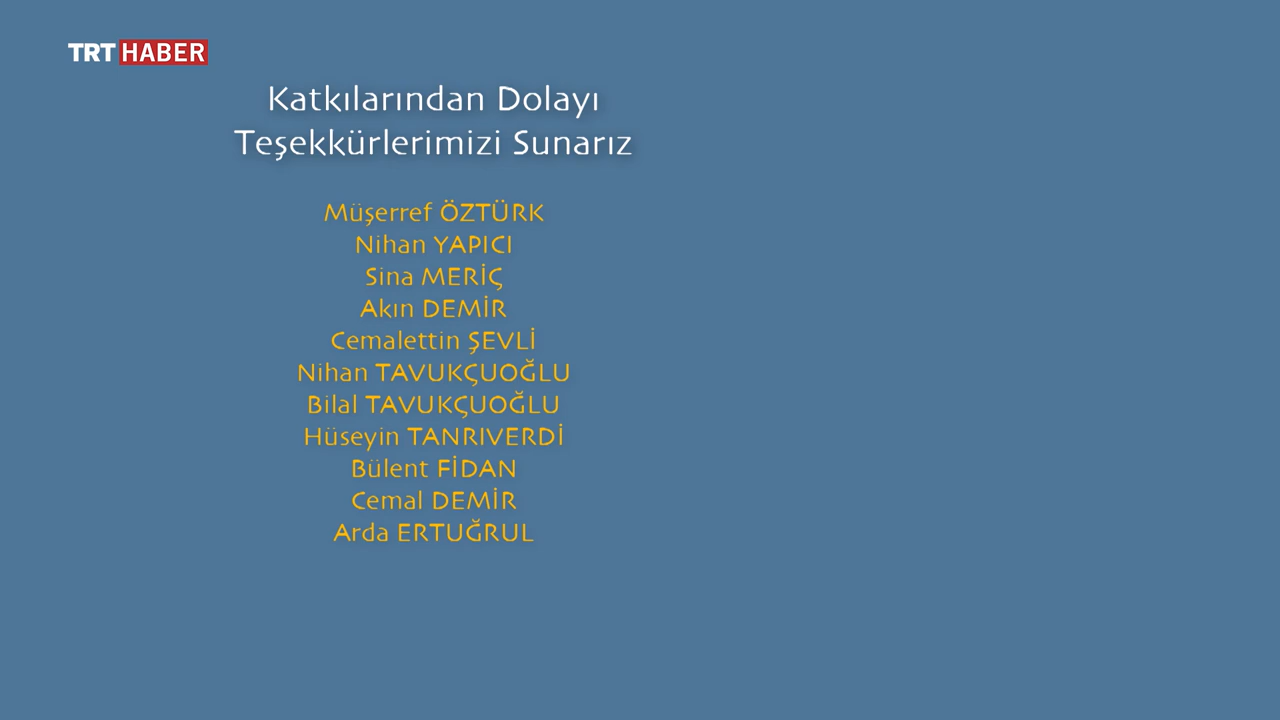 TRT HABER
Katkılarından Dolayı
Teşekkürlerimizi Sunarız
Müşerref ÖZTÜRK
Nihan YAPICI
Sina MERİÇ
Akın DEMİR
Cemalettin ŞEVLİ
Nihan TAVUKÇUOĞLU
Bilal TAVUKÇUOĞLU
Hüseyin TANRIVERDİ
Bülent FİDAN
Cemal DEMİR
Arda ERTUĞRUL